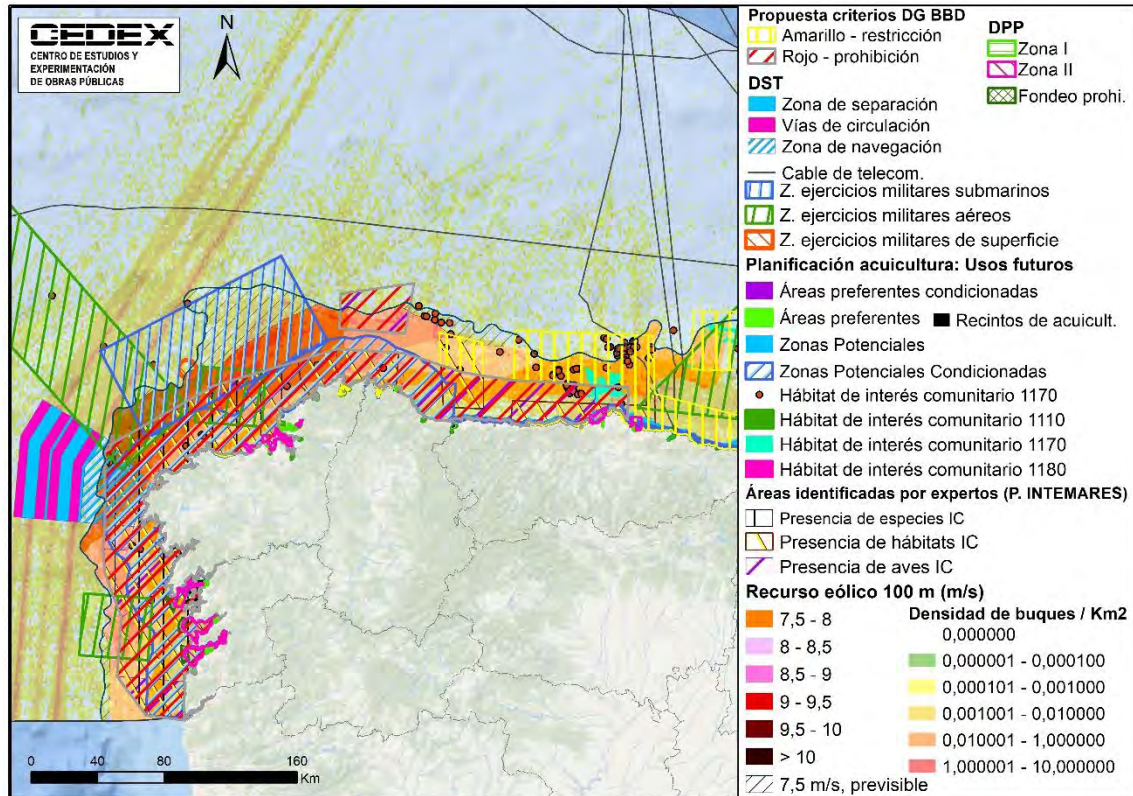 CEDEX
CENTRO DE ESTUDIOS Y
EXPERIMENTACIÓN
DE OBRAS PÚBLICAS
N
0 40 80 160
Km
Propuesta criterios DG BBD
Amarillo - restricción
Rojo - prohibición
DPP
Zona I
Zona II
Fondeo prohi.
DST
Zona de separación
Vías de circulación
Zona de navegación
Cable de telecom.
Z. ejercicios militares submarinos
Z. ejercicios militares aéreos
Z. ejercicios militares de superficie
Planificación acuicultura: Usos futuros
Áreas preferentes condicionadas
Áreas preferentes
Recintos de acuicult.
Zonas Potenciales
Zonas Potenciales Condicionadas
Hábitat de interés comunitario 1170
Hábitat de interés comunitario 1110
Hábitat de interés comunitario 1170
Hábitat de interés comunitario 1180
Áreas identificadas por expertos (P. INTEMARES)
Presencia de especies IC
Presencia de hábitats IC
Presencia de aves IC
Recurso eólico 100 m (m/s)
7,5 - 8
8 - 8,5
8,5 - 9
9 - 9,5
9,5 - 10
> 10
7,5 m/s, previsible
Densidad de buques / Km2
0,000000
0,000001 - 0,000100
0,000101 - 0,001000
0,001001 - 0,010000
0,010001 - 1,000000
1,000001 - 10,000000